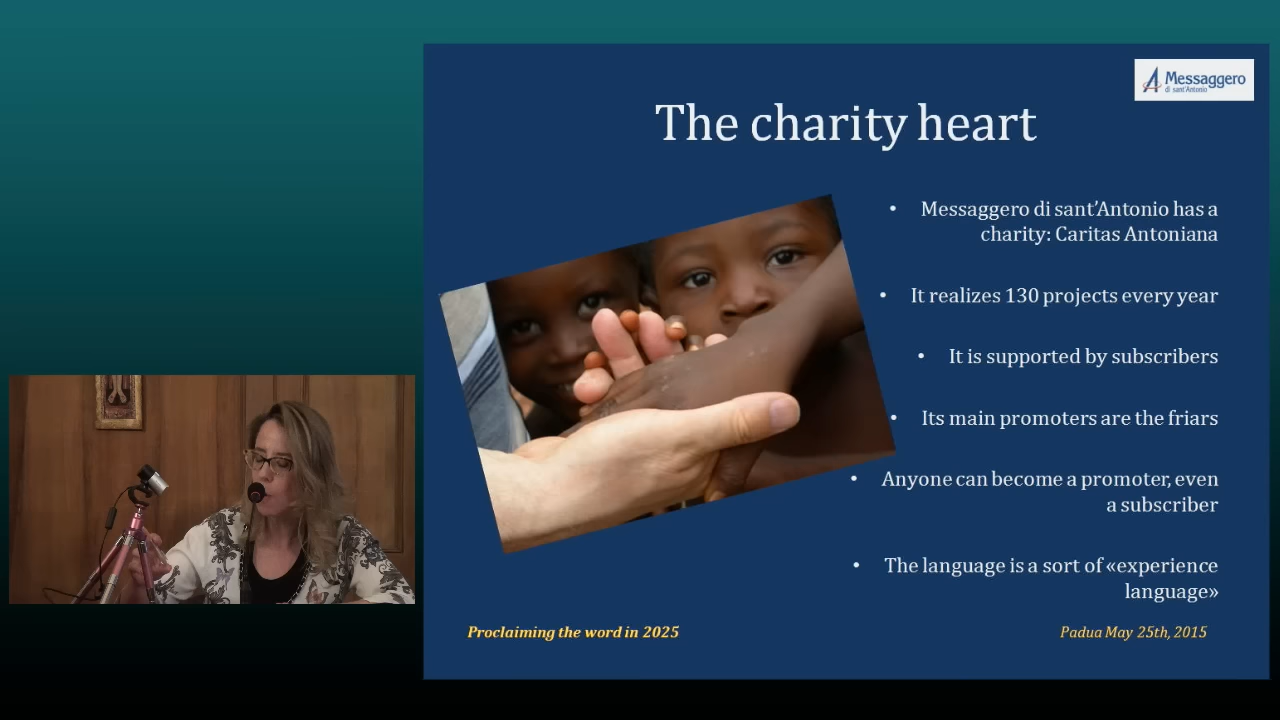 Messaggero
di sant'Antonio
The charity heart
• Messaggero di sant’Antonio has a
charity: Caritas Antoniana
• It realizes 130 projects every year
• It is supported by subscribers
• Its main promoters are the friars
• Anyone can become a promoter, even
a subscriber
• The language is a sort of «experience
language»
Proclaiming the word in 2025
Padua May 25th, 2015